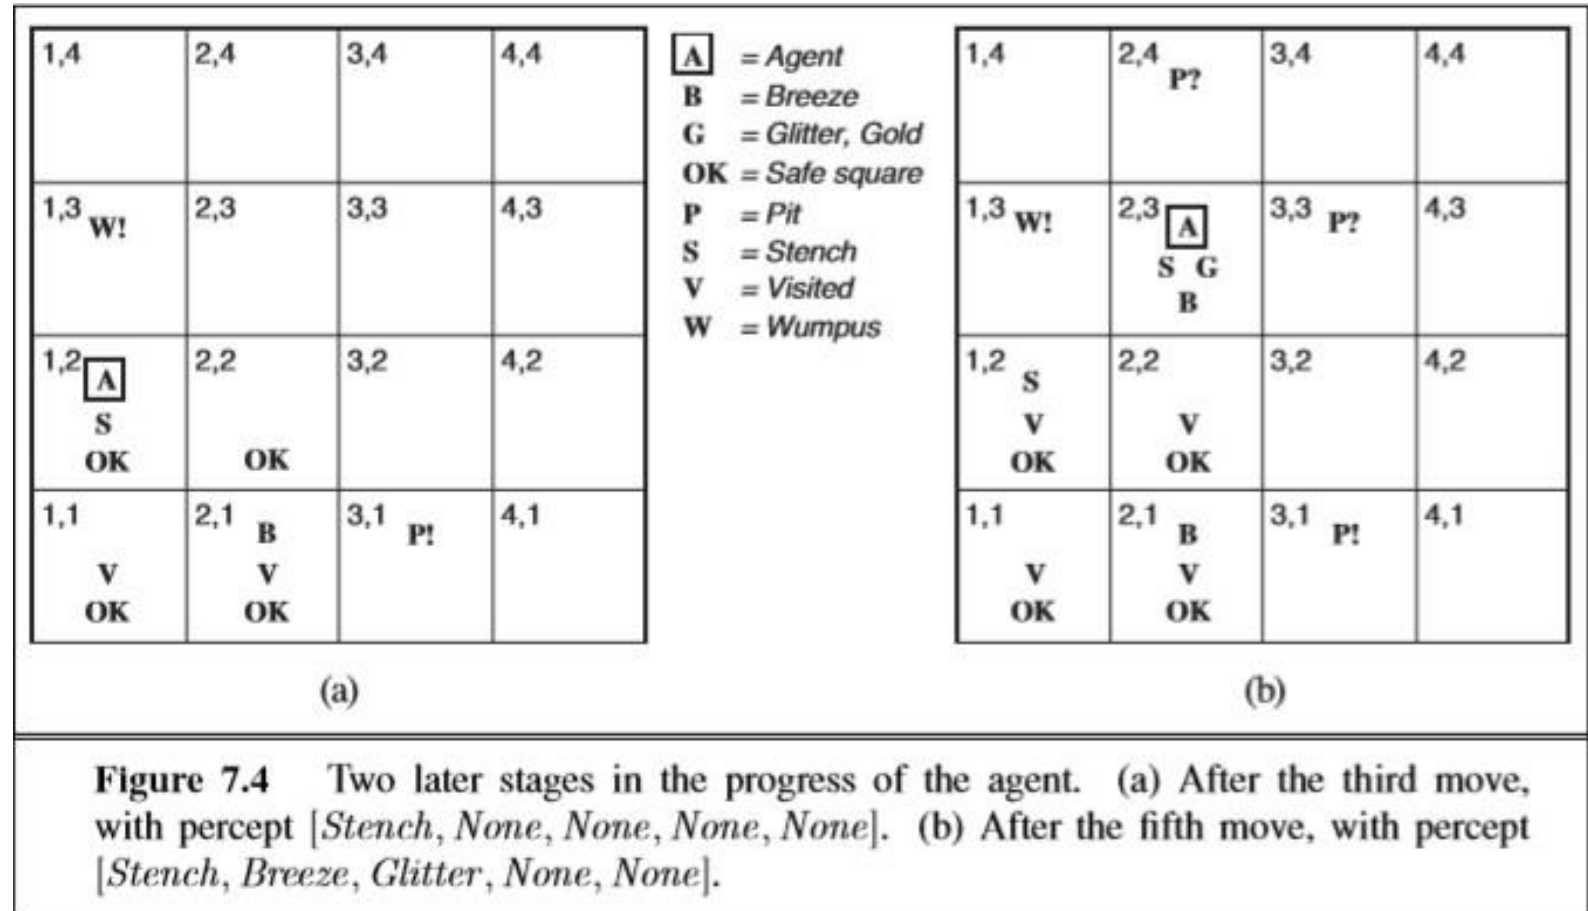 1,4 2,4 3,4 4,4
1,3 W! 2,3 3,3 4,3
1,2 A 2,2 3,2 4,2
S
OK OK
1,1 2,1 B 3,1 P! 4,1
V V
OK OK
(a)
A = Agent
B = Breeze
G = Glitter, Gold
OK = Safe square
P = Pit
S = Stench
V = Visited
W = Wumpus
1,4 2,4 P? 3,4 4,4
1,3 W! 2,3 A 3,3 P? 4,3
S G
B
1,2 S 2,2 3,2 4,2
V V
OK OK
1,1 2,1 B 3,1 P! 4,1
V V
OK OK
(b)
Figure 7.4 Two later stages in the progress of the agent. (a) After the third move,
with percept [Stench, None, None, None, None]. (b) After the fifth move, with percept
[Stench, Breeze, Glitter, None, None].